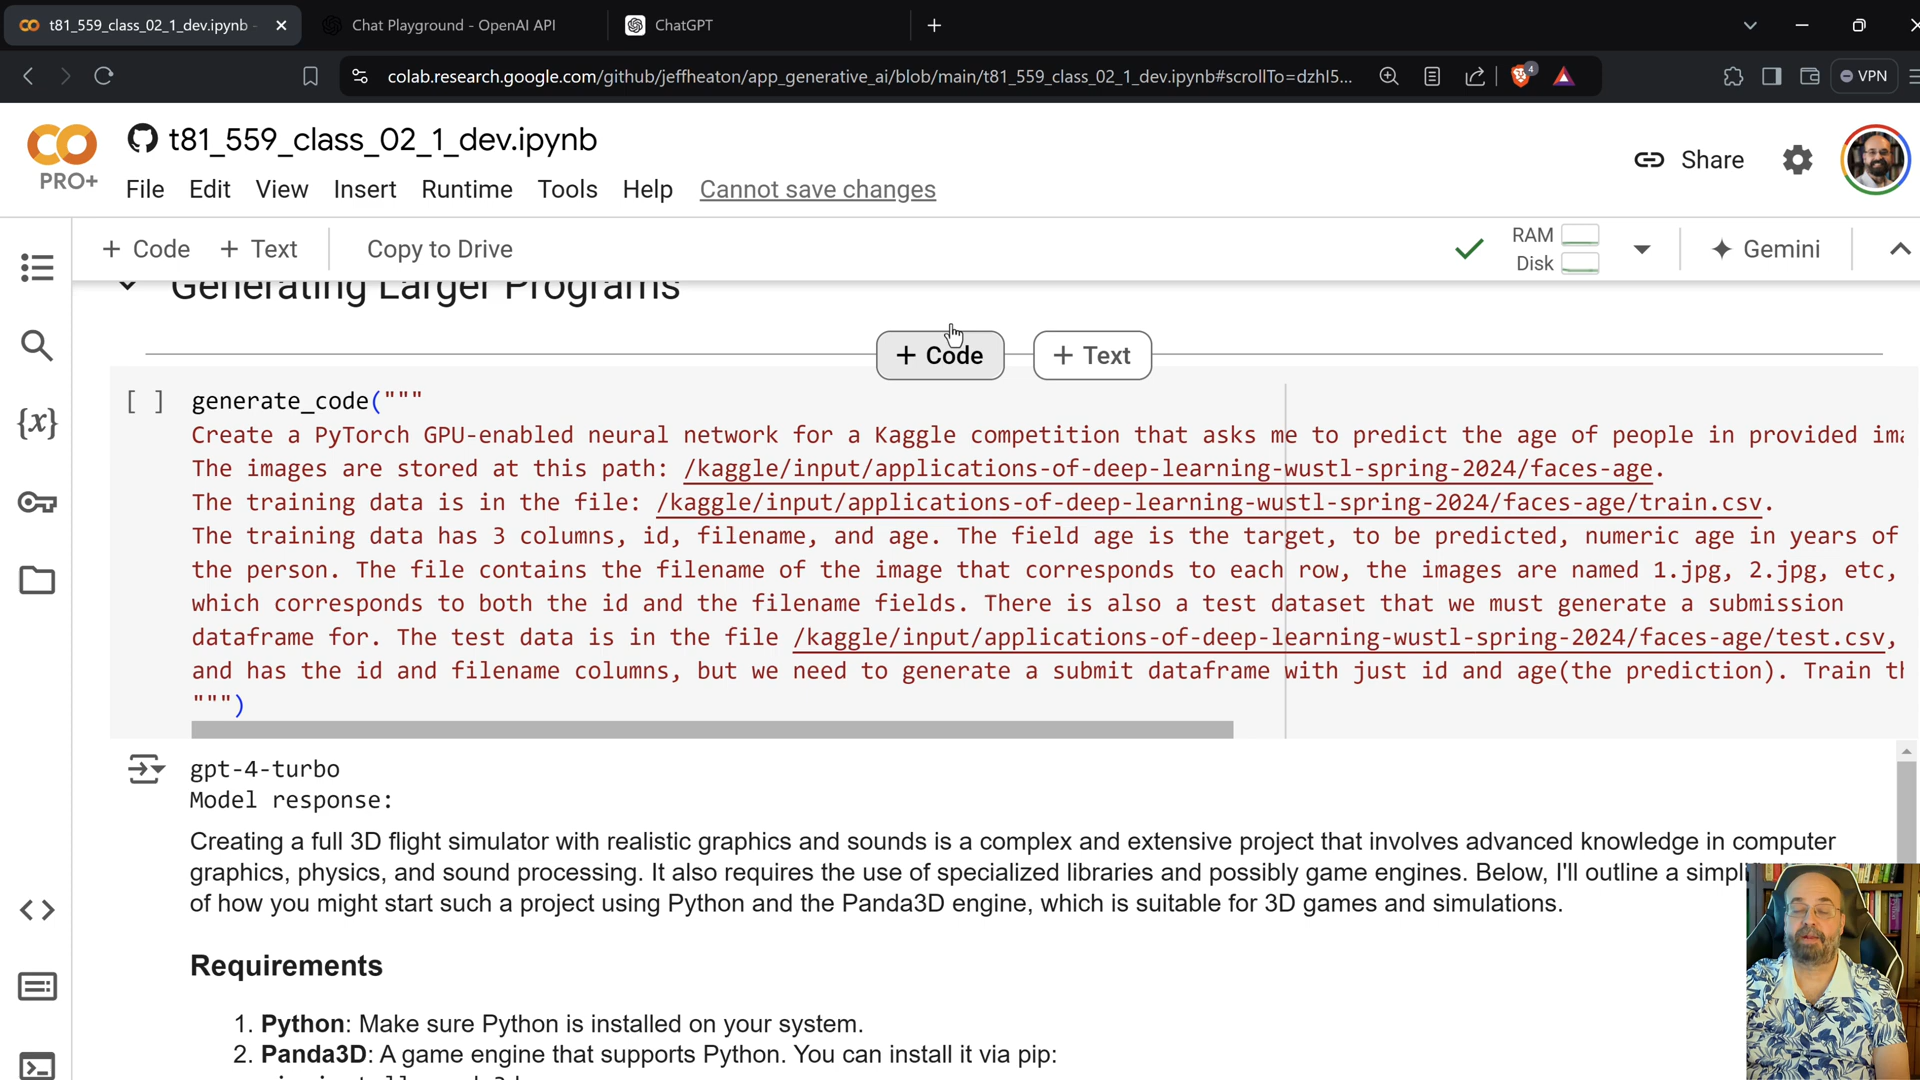 t81_559_class_02_1_dev.ipynb -
Chat Playground - OpenAI API
ChatGPT
colab.research.google.com/github/jeffheaton/app_generative_ai/blob/main/t81_559_class_02_1_dev.ipynb#scrollTo=dzhI5...
4
VPN
PRO+
t81_559_class_02_1_dev.ipynb
Share
File Edit View Insert Runtime Tools Help Cannot save changes
+ Code + Text Copy to Drive
RAM
Disk
Gemini
Generating Larger Programs
+ Code + Text
[ ] generate_code("""
Create a PyTorch GPU-enabled neural network for a Kaggle competition that asks me to predict the age of people in provided ima
The images are stored at this path: /kaggle/input/applications-of-deep-learning-wustl-spring-2024/faces-age.
The training data is in the file: /kaggle/input/applications-of-deep-learning-wustl-spring-2024/faces-age/train.csv.
The training data has 3 columns, id, filename, and age. The field age is the target, to be predicted, numeric age in years of
the person. The file contains the filename of the image that corresponds to each row, the images are named 1.jpg, 2.jpg, etc,
which corresponds to both the id and the filename fields. There is also a test dataset that we must generate a submission
dataframe for. The test data is in the file /kaggle/input/applications-of-deep-learning-wustl-spring-2024/faces-age/test.csv,
and has the id and filename columns, but we need to generate a submit dataframe with just id and age(the prediction). Train th
""")
gpt-4-turbo
Model response:
Creating a full 3D flight simulator with realistic graphics and sounds is a complex and extensive project that involves advanced knowledge in computer
graphics, physics, and sound processing. It also requires the use of specialized libraries and possibly game engines. Below, I'll outline a simpl
of how you might start such a project using Python and the Panda3D engine, which is suitable for 3D games and simulations.
Requirements
1. Python: Make sure Python is installed on your system.
2. Panda3D: A game engine that supports Python. You can install it via pip: